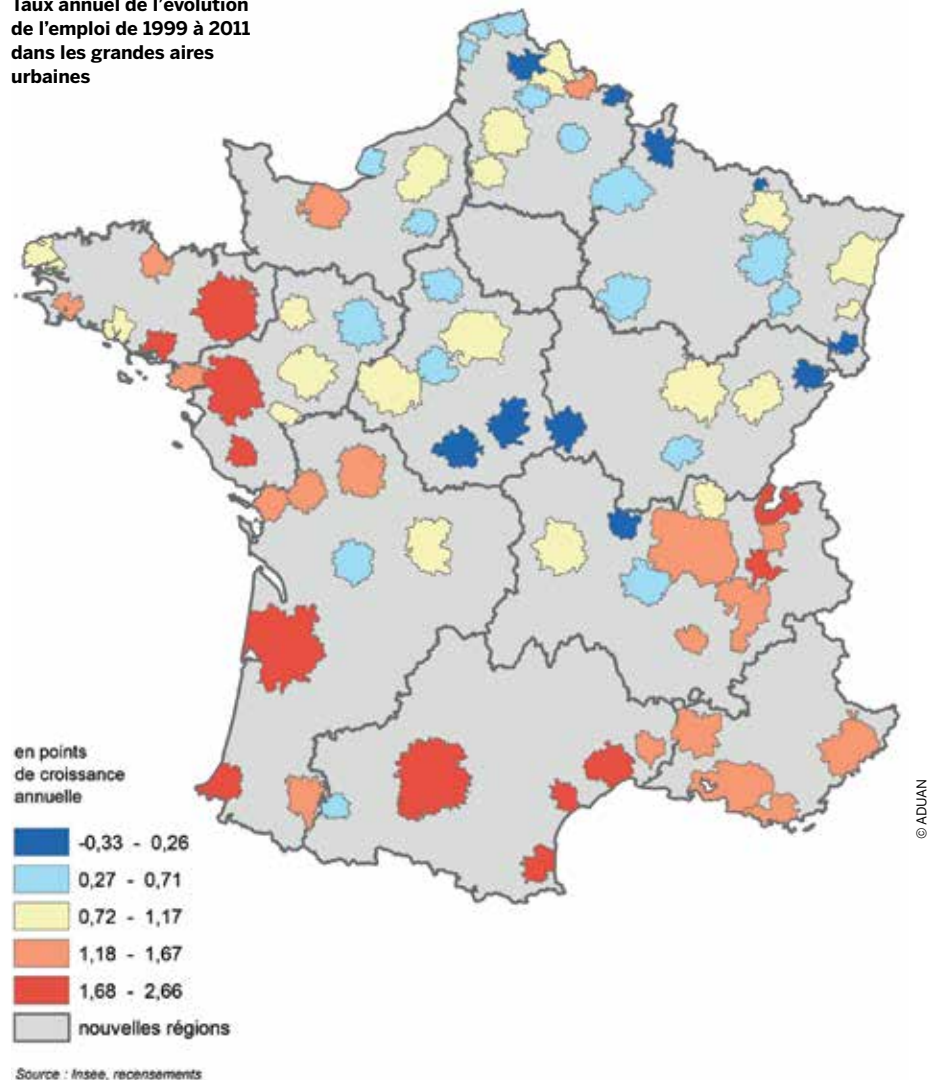 Taux annuel de l'évolution
de l'emploi de 1999 à 2011
dans les grandes aires
urbaines
en points
de croissance
annuelle
-0,33 - 0,26
0,27 - 0,71
0,72 - 1,17
1,18 - 1,67
1,68 - 2,66
nouvelles régions
Source : Insee, recensements
© ADUAN